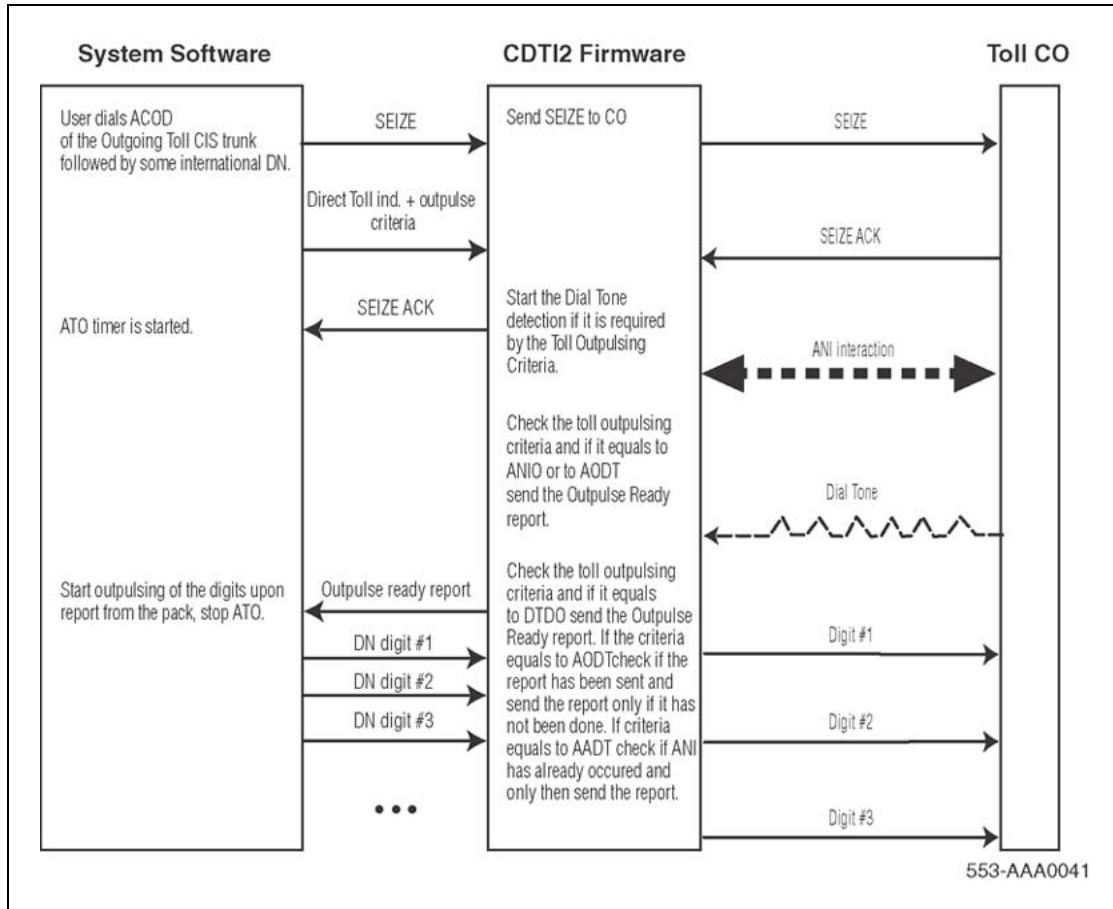 System Software
CDTI2 Firmware
Toll CO
User dials ACOD
of the Outgoing Toll CIS trunk
followed by some international DN.
SEIZE
Send SEIZE to CO
SEIZE
Direct Toll ind. + outpulse
criteria
SEIZE ACK
ATO timer is started.
SEIZE ACK
Start the Dial Tone
detection if it is required
by the Toll Outpulsing
Criteria.
ANI interaction
Check the toll outpulsing
criteria and if it equals to
ANIO or to AODT
send the Outpulse Ready
report.
Dial Tone
Start outpulsing of the digits upon
report from the pack, stop ATO.
Outpulse ready report
DN digit #1
DN digit #2
DN digit #3
Check the toll outpulsing
criteria and if it equals
to DTDO send the Outpulse
Ready report. If the criteria
equals to AODTcheck if the
report has been sent and
send the report only if it has
not been done. If criteria
equals to AADT check if ANI
has already occured and
only then send the report.
Digit #1
Digit #2
Digit #3
• • •
553-AAA0041